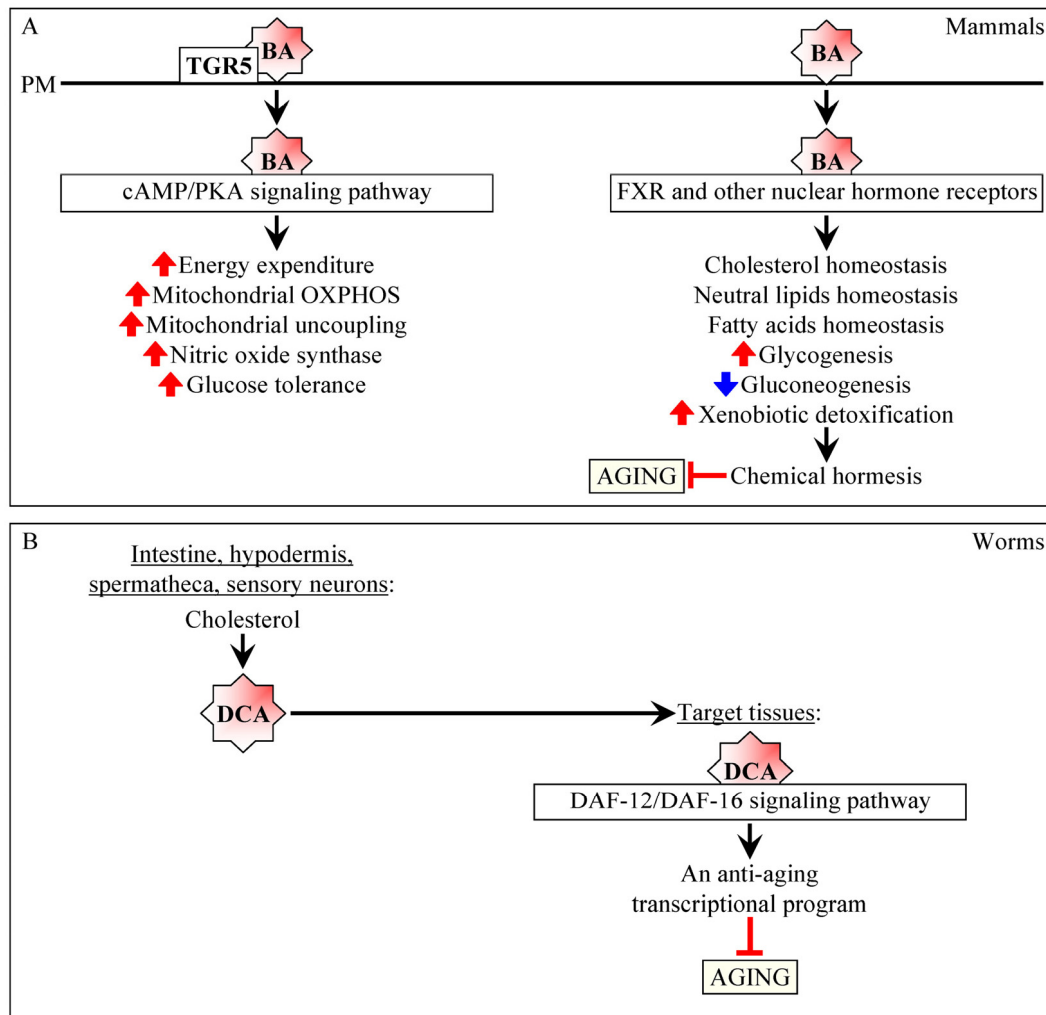 A
Mammals
BA
TGR5
BA
PM
BA
BA
cAMP/PKA signaling pathway
FXR and other nuclear hormone receptors
Energy expenditure
Mitochondrial OXPHOS
Mitochondrial uncoupling
Nitric oxide synthase
Glucose tolerance
Cholesterol homeostasis
Neutral lipids homeostasis
Fatty acids homeostasis
Glycogenesis
Gluconeogenesis
Xenobiotic detoxification
AGING
Chemical hormesis
B
Worms
Intestine, hypodermis,
spermatheca, sensory neurons:
Cholesterol
DCA
Target tissues:
DCA
DAF-12/DAF-16 signaling pathway
An anti-aging
transcriptional program
AGING